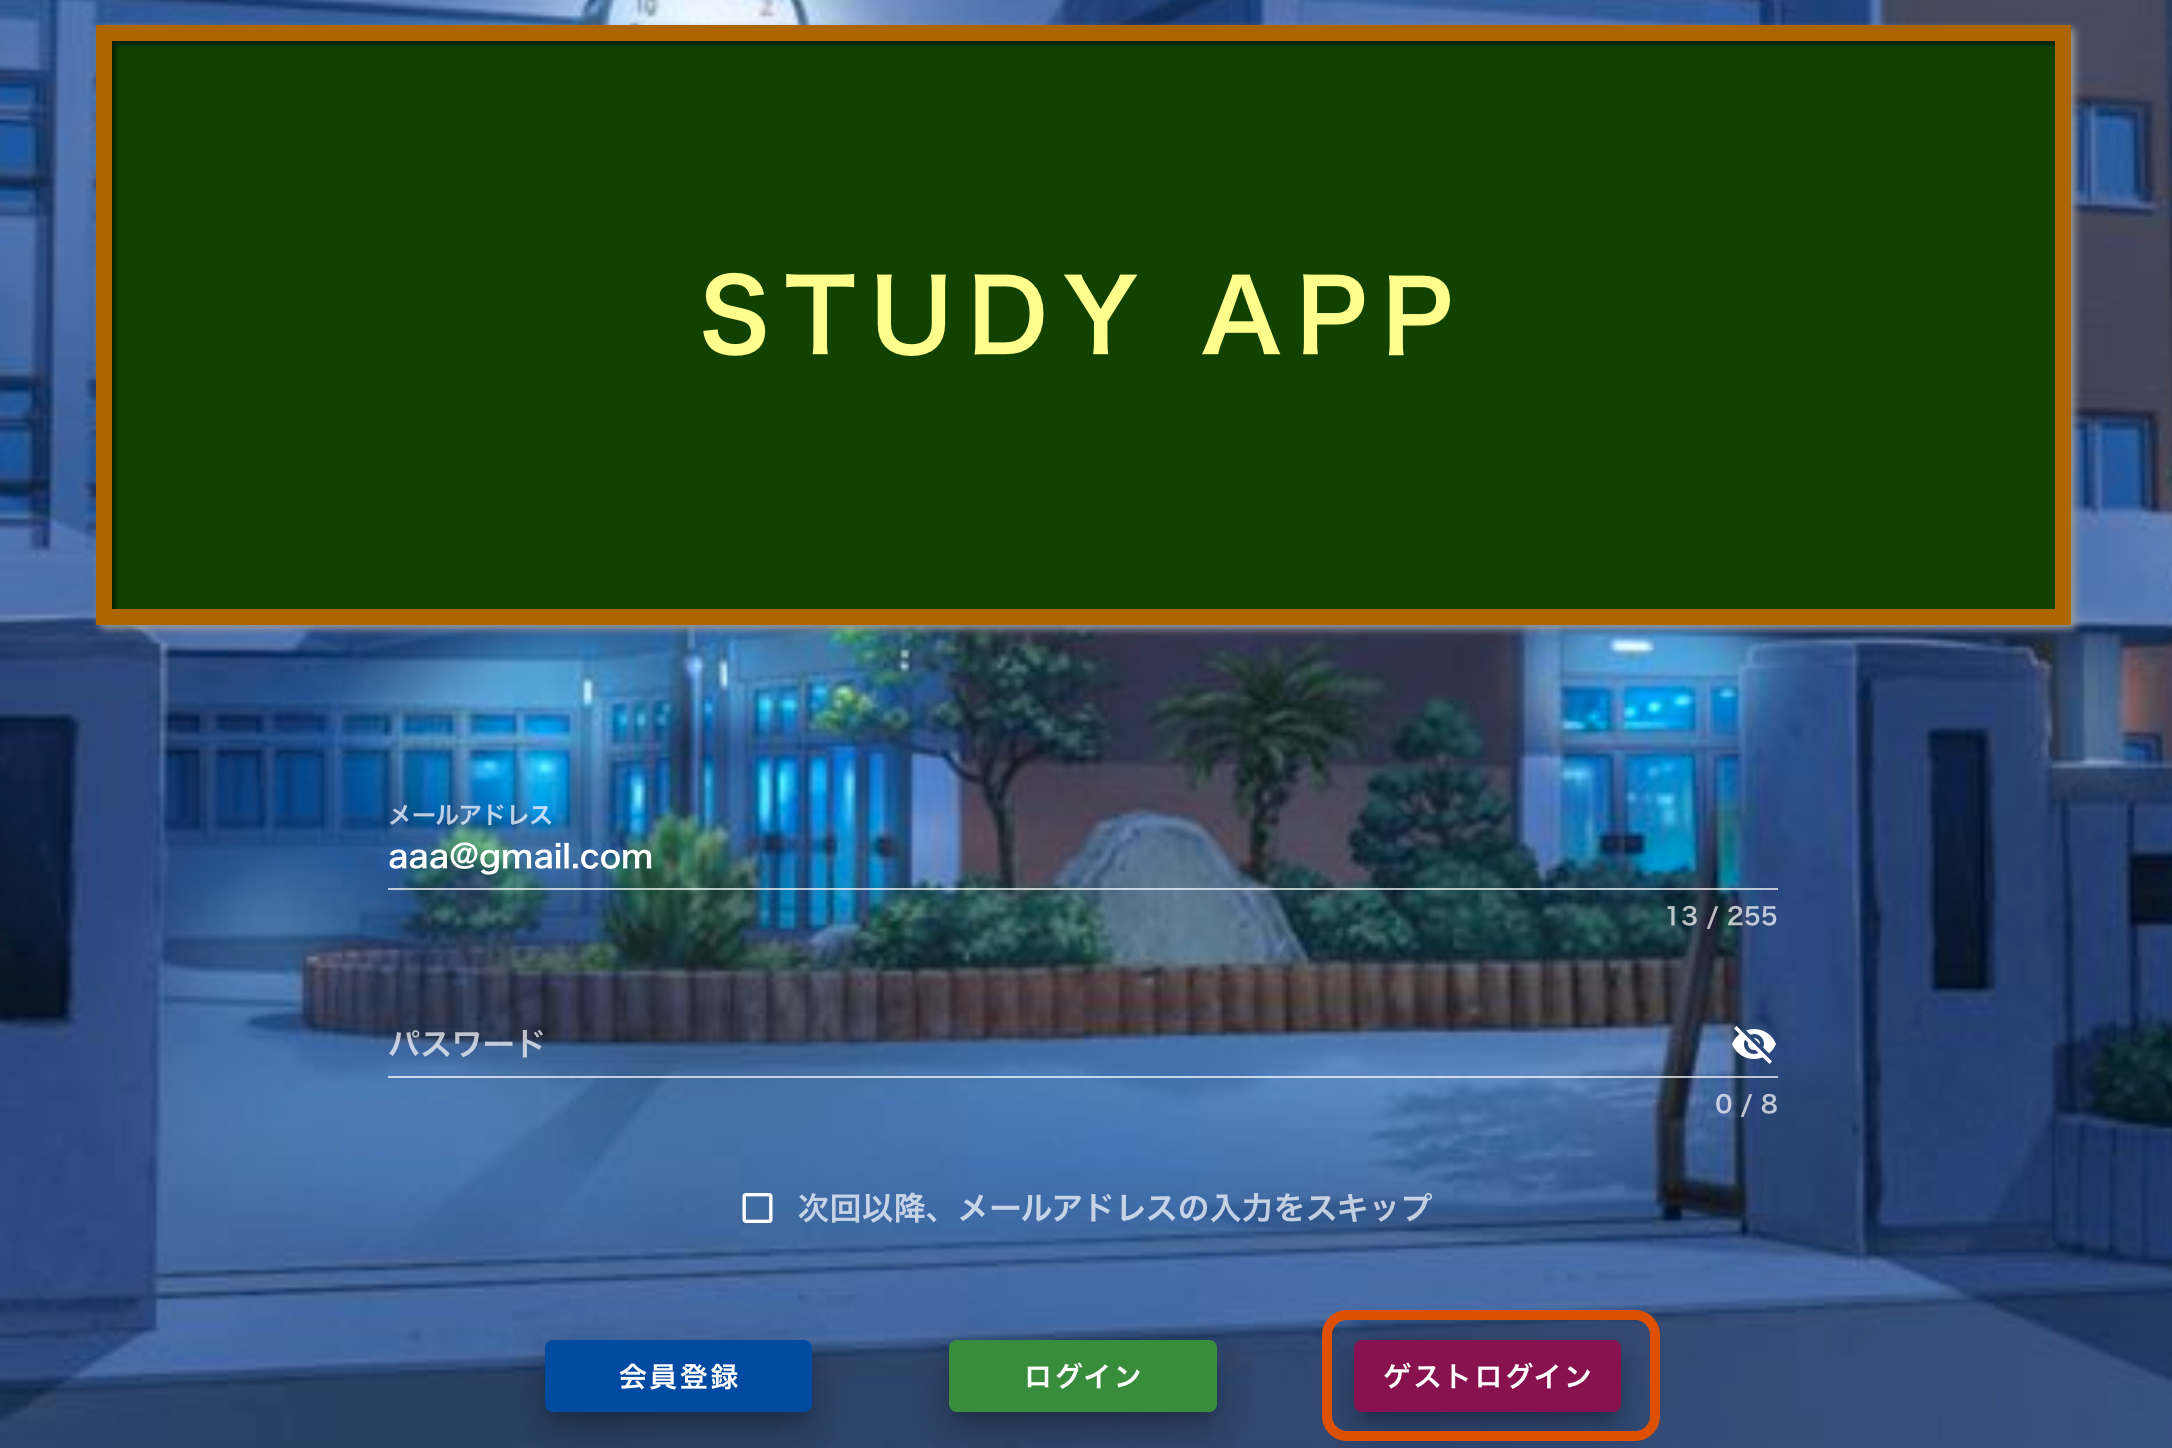 10 2
STUDY APP
メールアドレス
aaa@gmail.com
13 / 255
パスワード
0 / 8
次回以降、メールアドレスの入力をスキップ
会員登録
ログイン
ゲストログイン